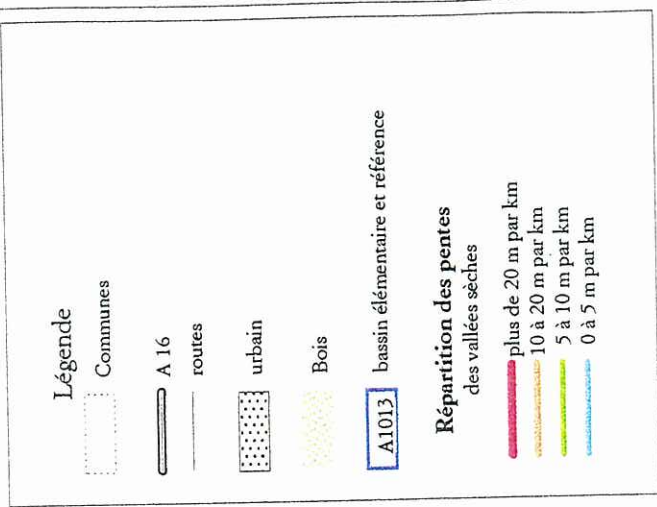 Légende
Communes
A 16
routes
urbain
Bois
A1013 bassin élémentaire et référence
Répartition des pentes
des vallées sèches
plus de 20 m par km
10 à 20 m par km
5 à 10 m par km
0 à 5 m par km